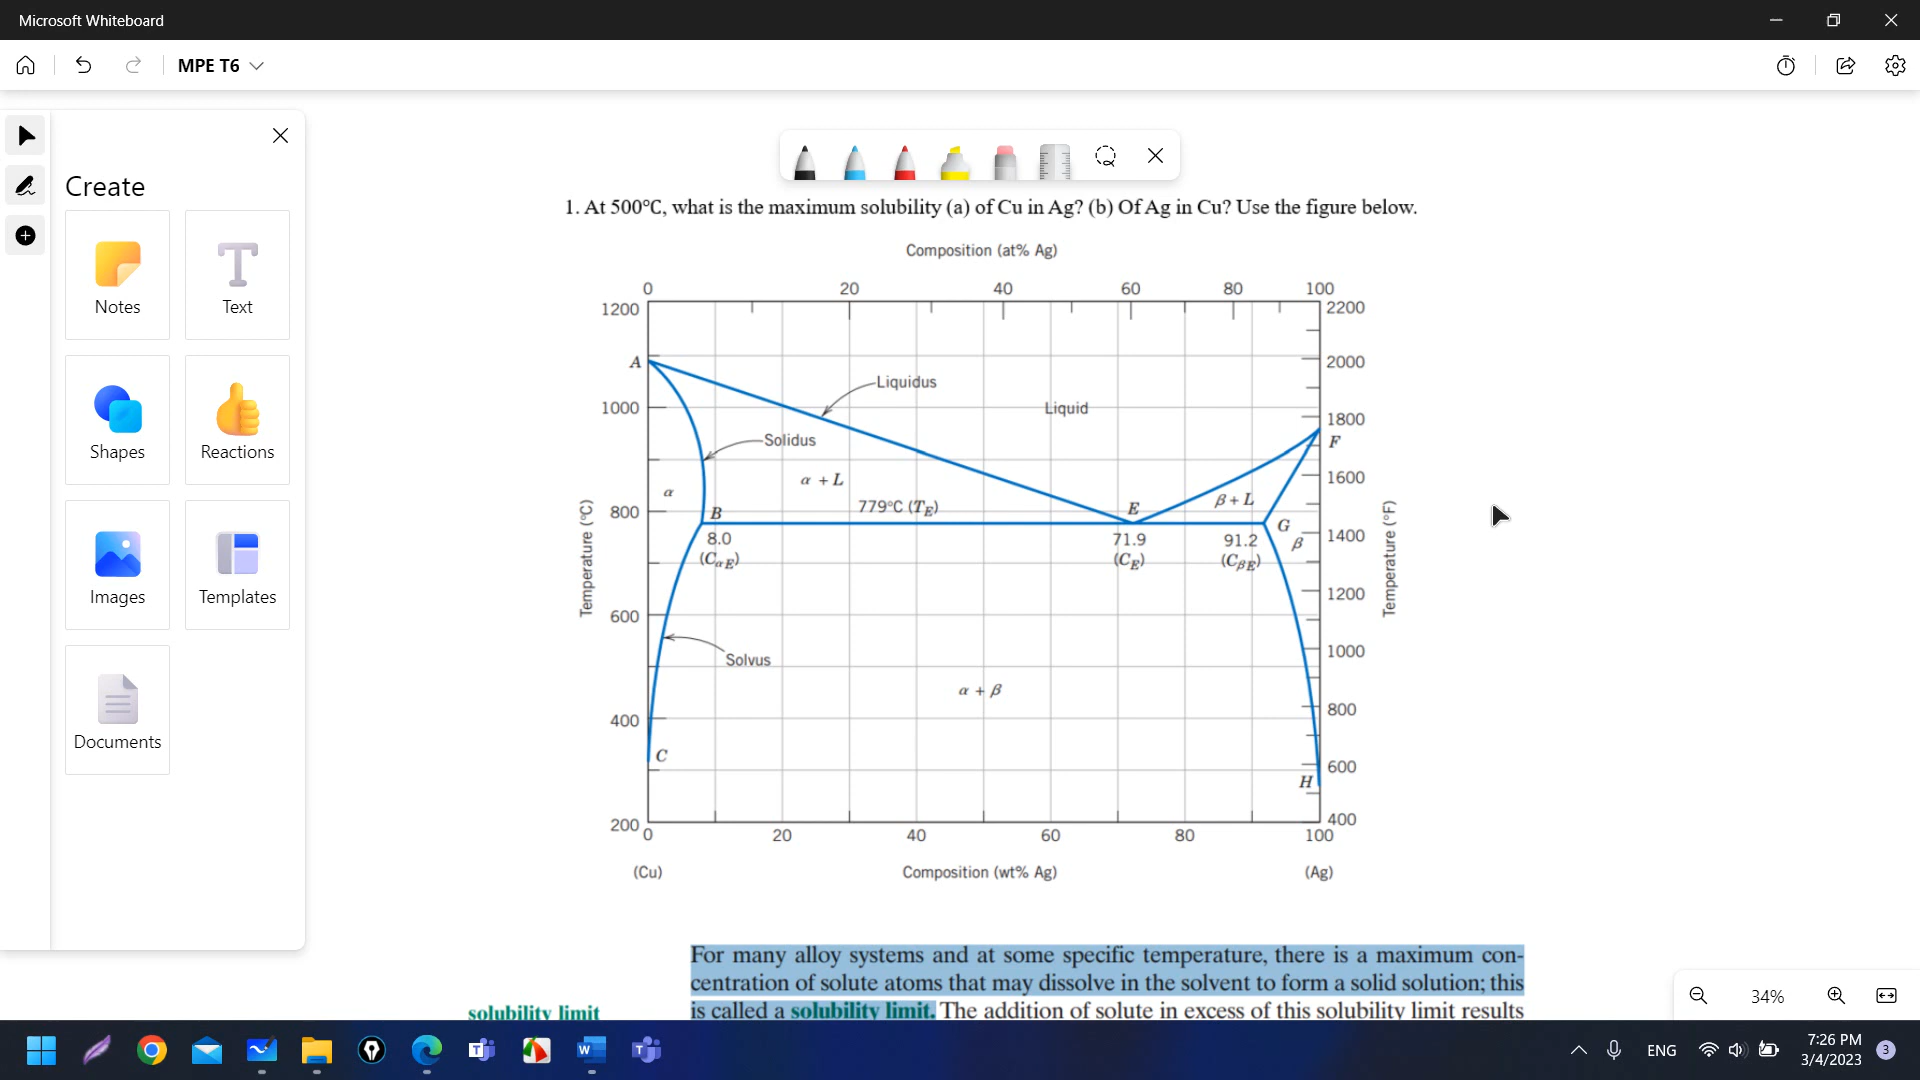 Microsoft Whiteboard
MPE T6
Create
Notes
Text
Shapes
Reactions
Images
Templates
Documents
1. At 500°C, what is the maximum solubility (a) of Cu in Ag? (b) Of Ag in Cu? Use the figure below.
Composition (at% Ag)
0 20 40 60 80 100
1200 2200
A 2000
Liquidus
1000 Liquid 1800
F
Solidus
1600
α + L
α β + L
779°C (T_E)
800 B E
G 1400
8.0 71.9 91.2 β
(C_αE) (C_E) (C_βE)
Temperature (°C) Temperature (°F)
1200
600
1000
Solvus
α + β
400 800
C
600
H
200 400
0 20 40 60 80 100
(Cu) Composition (wt% Ag) (Ag)
For many alloy systems and at some specific temperature, there is a maximum con-
centration of solute atoms that may dissolve in the solvent to form a solid solution; this
solubility limit is called a solubility limit. The addition of solute in excess of this solubility limit results
34%
ENG
7:26 PM
3/4/2023
3